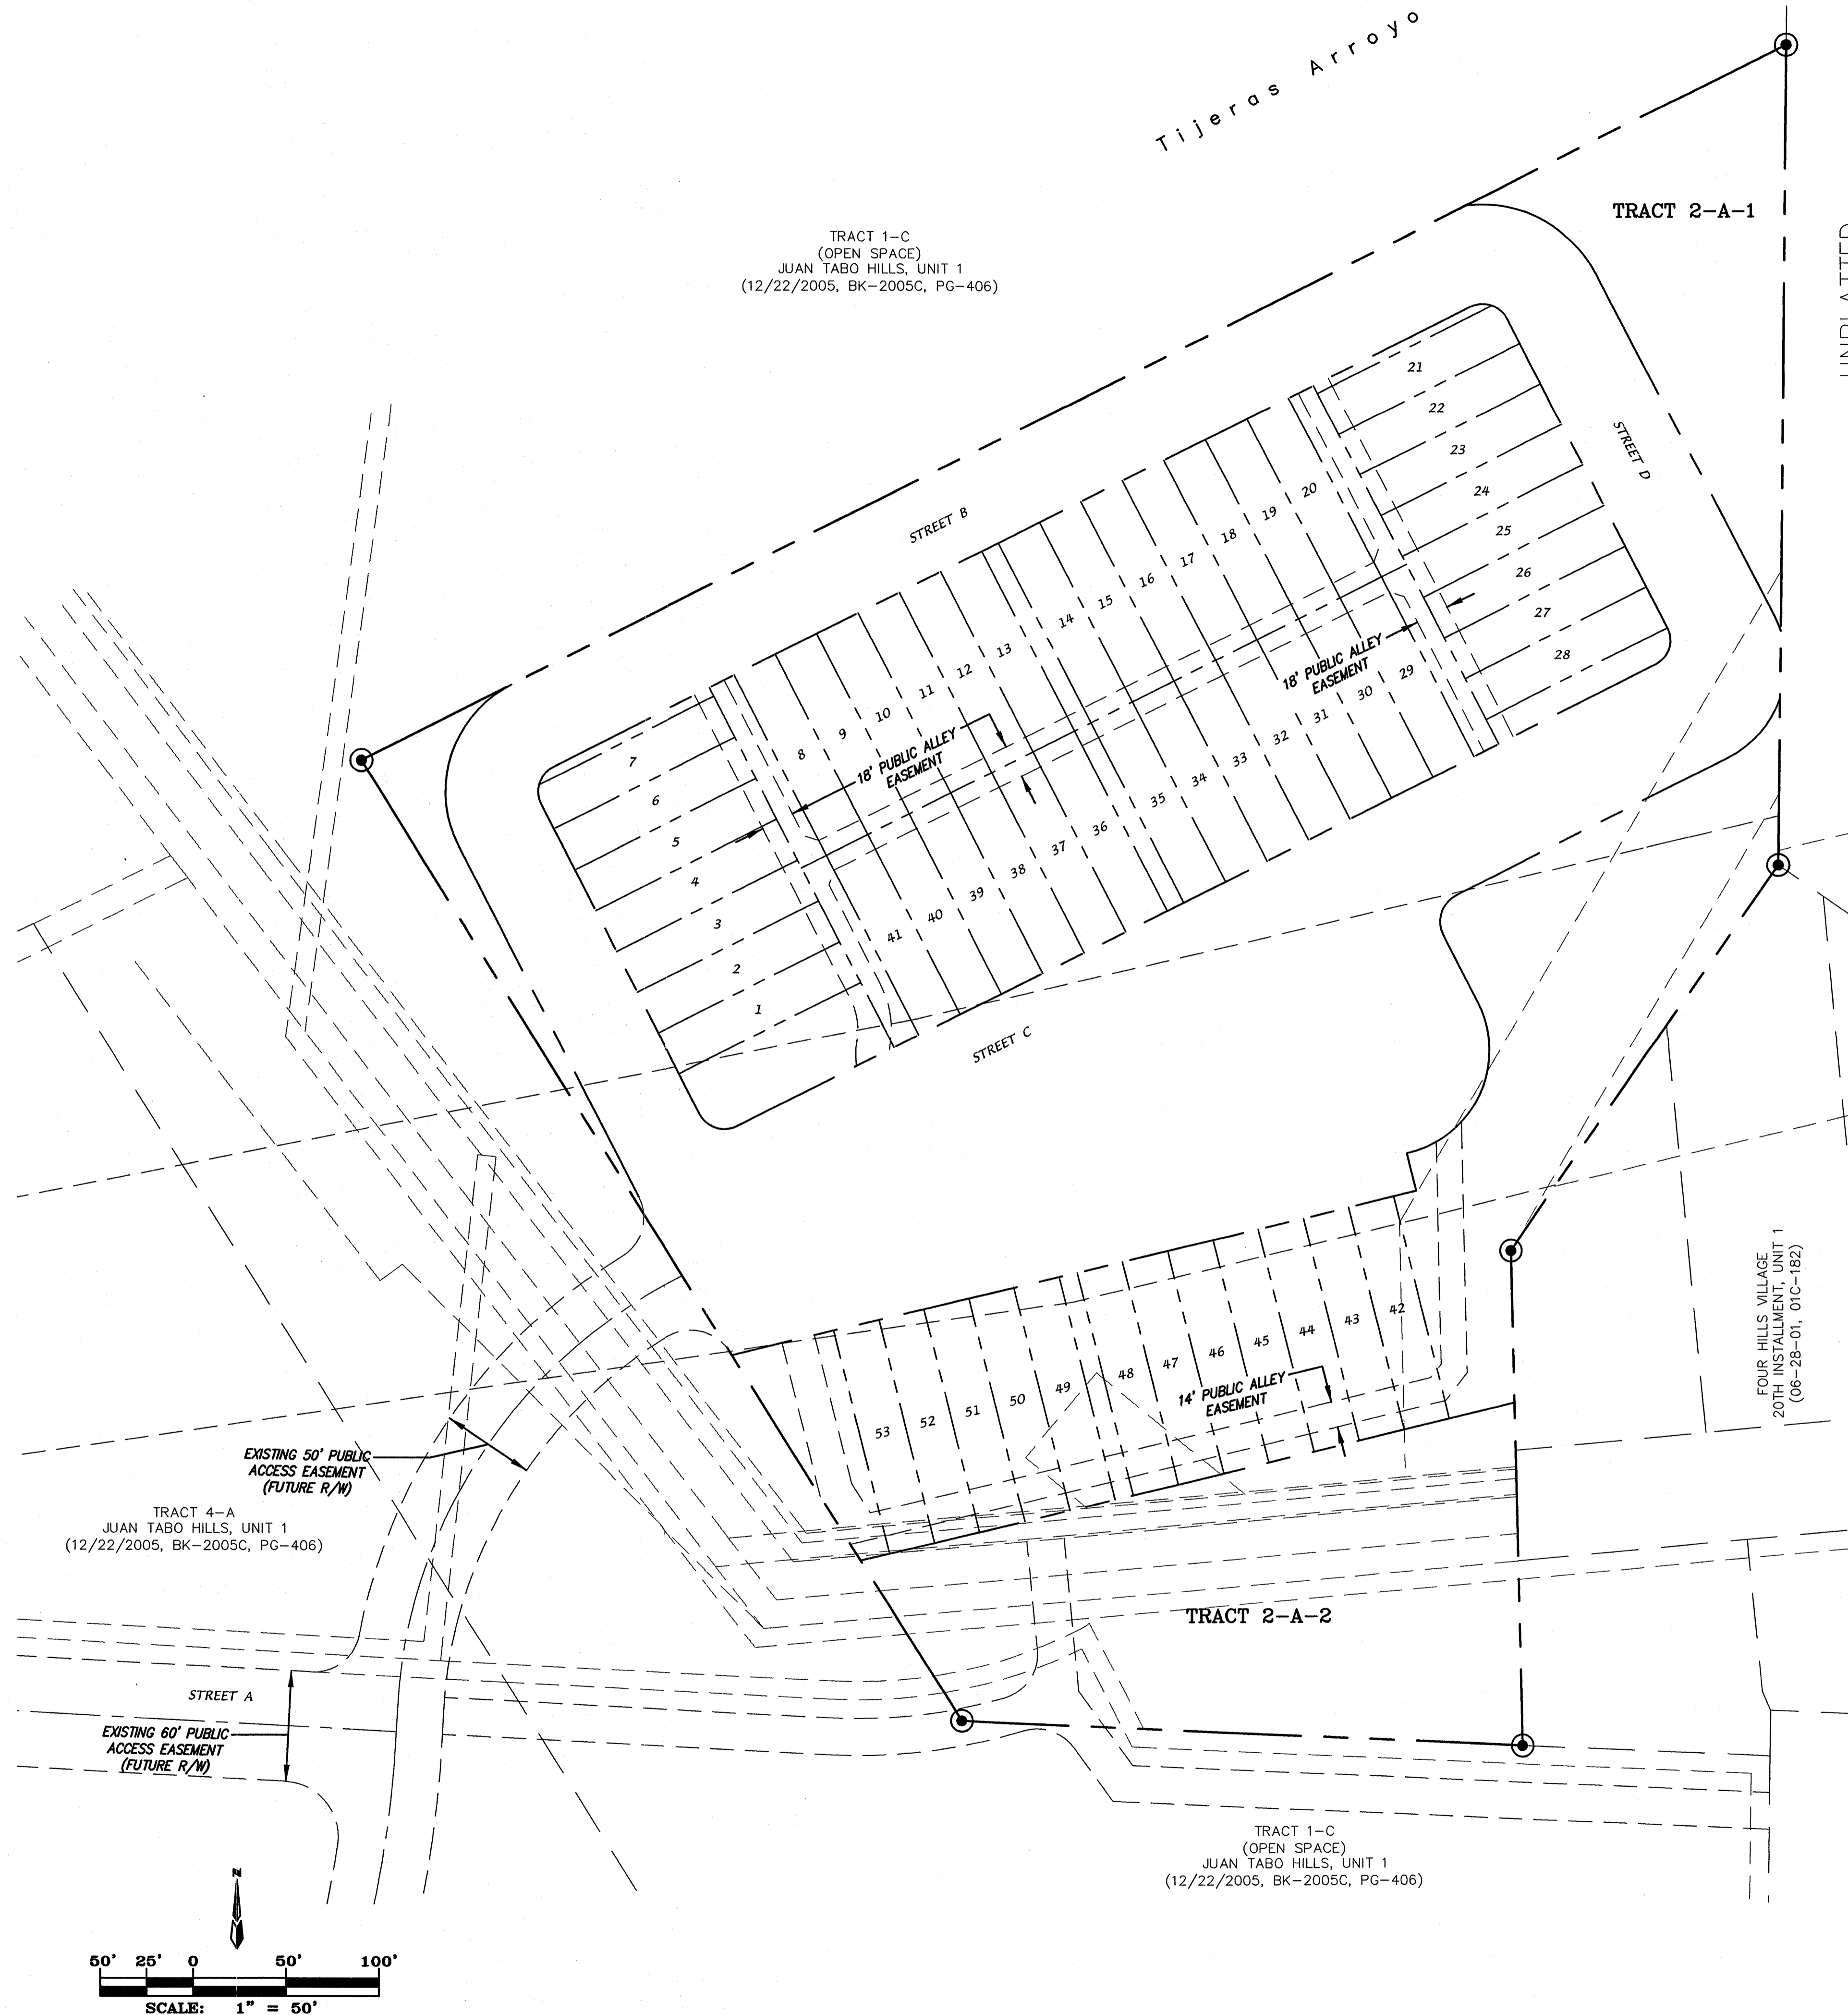 Tijeras Arroyo
TRACT 2-A-1
UNPLATTED
TRACT 1-C
(OPEN SPACE)
JUAN TABO HILLS, UNIT 1
(12/22/2005, BK-2005C, PG-406)
21
22
23
24
25
26
27
28
STREET D
STREET B
20
19
18
17
16
15
14
13
12
11
10
9
8
7
6
5
4
3
2
1
18' PUBLIC ALLEY
EASEMENT
18' PUBLIC ALLEY
EASEMENT
29
30
31
32
33
34
35
36
37
38
39
40
41
STREET C
42
43
44
45
46
47
48
49
50
51
52
53
14' PUBLIC ALLEY
EASEMENT
FOUR HILLS VILLAGE
20TH INSTALLMENT, UNIT 1
(06-28-01, 01C-182)
EXISTING 50' PUBLIC
ACCESS EASEMENT
(FUTURE R/W)
TRACT 4-A
JUAN TABO HILLS, UNIT 1
(12/22/2005, BK-2005C, PG-406)
TRACT 2-A-2
STREET A
EXISTING 60' PUBLIC
ACCESS EASEMENT
(FUTURE R/W)
TRACT 1-C
(OPEN SPACE)
JUAN TABO HILLS, UNIT 1
(12/22/2005, BK-2005C, PG-406)
N
50' 25' 0 50' 100'
SCALE: 1" = 50'